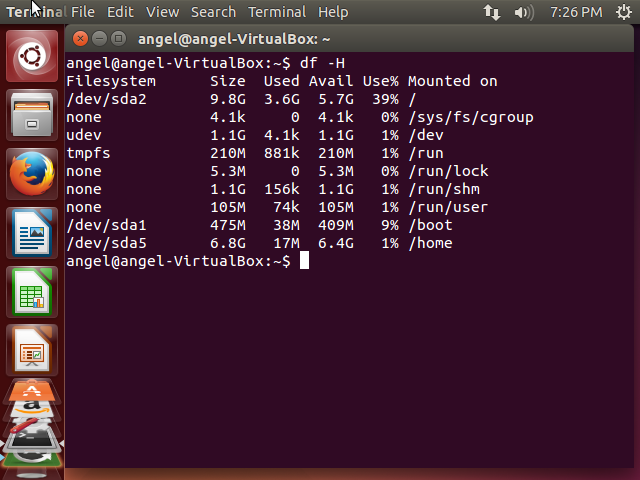 Terminal File Edit View Search Terminal Help 7:26 PM
angel@angel-VirtualBox: ~
angel@angel-VirtualBox:~$ df -H
Filesystem Size Used Avail Use% Mounted on
/dev/sda2 9.8G 3.6G 5.7G 39% /
none 4.1k 0 4.1k 0% /sys/fs/cgroup
udev 1.1G 4.1k 1.1G 1% /dev
tmpfs 210M 881k 210M 1% /run
none 5.3M 0 5.3M 0% /run/lock
none 1.1G 156k 1.1G 1% /run/shm
none 105M 74k 105M 1% /run/user
/dev/sda1 475M 38M 409M 9% /boot
/dev/sda5 6.8G 17M 6.4G 1% /home
angel@angel-VirtualBox:~$